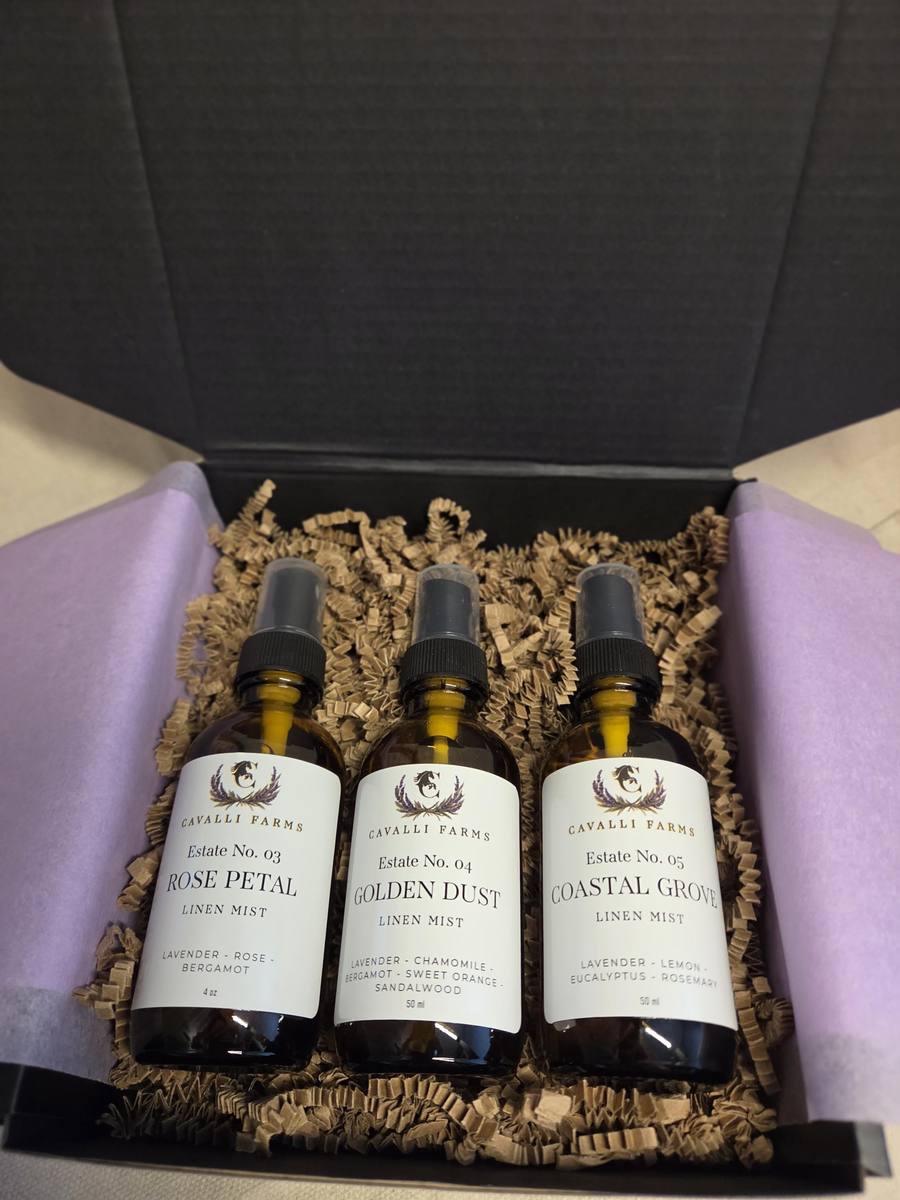 C
CAVALLI FARMS
Estate No. 03
ROSE PETAL
LINEN MIST
LAVENDER - ROSE -
BERGAMOT
4 oz
C
CAVALLI FARMS
Estate No. 04
GOLDEN DUST
LINEN MIST
LAVENDER - CHAMOMILE -
BERGAMOT - SWEET ORANGE -
SANDALWOOD
50 ml
C
CAVALLI FARMS
Estate No. 05
COASTAL GROVE
LINEN MIST
LAVENDER - LEMON -
EUCALYPTUS - ROSEMARY
50 ml